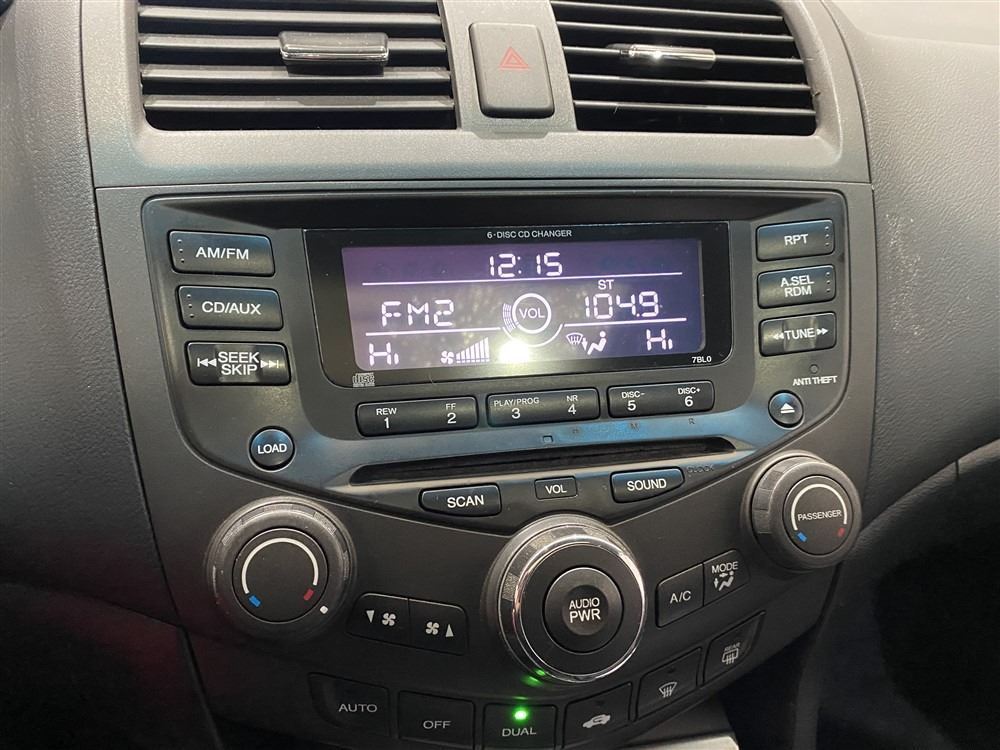 6-DISC CD CHANGER
AM/FM
12:15
RPT
CD/AUX
FM2
VOL
ST
104.9
A.SEL
RDM
SEEK
SKIP
Hi
Hi
7BL0
TUNE
ANTI THEFT
REW
1
FF
2
PLAY/PROG
3
NR
4
DISC-
5
DISC+
6
LOAD
M
R
SCAN
VOL
SOUND
CLOCK
PASSENGER
AUDIO
PWR
A/C
MODE
REAR
AUTO
OFF
DUAL